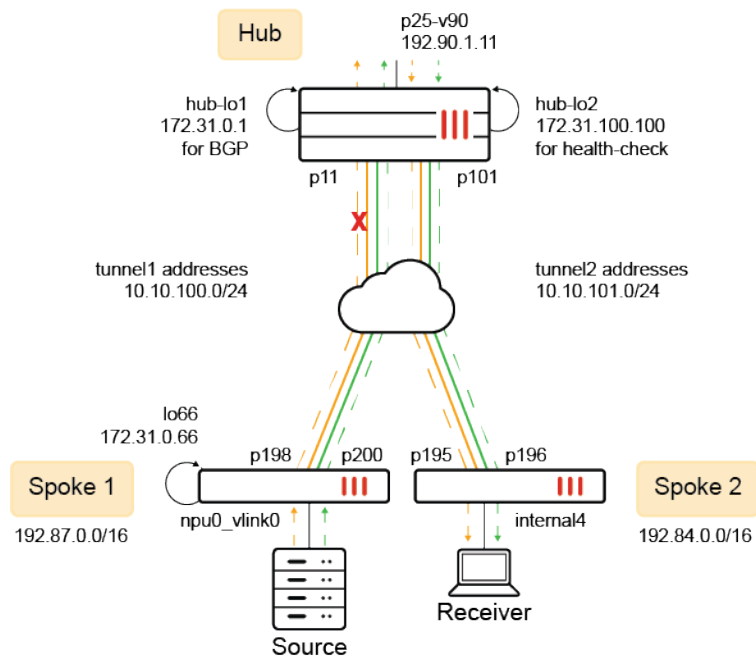 Hub
p25-v90
192.90.1.11
hub-lo1
172.31.0.1
for BGP
hub-lo2
172.31.100.100
for health-check
p11
p101
X
tunnel1 addresses
10.10.100.0/24
tunnel2 addresses
10.10.101.0/24
lo66
172.31.0.66
p198
p200
p195
p196
Spoke 1
192.87.0.0/16
npu0_vlink0
internal4
Spoke 2
192.84.0.0/16
Source
Receiver